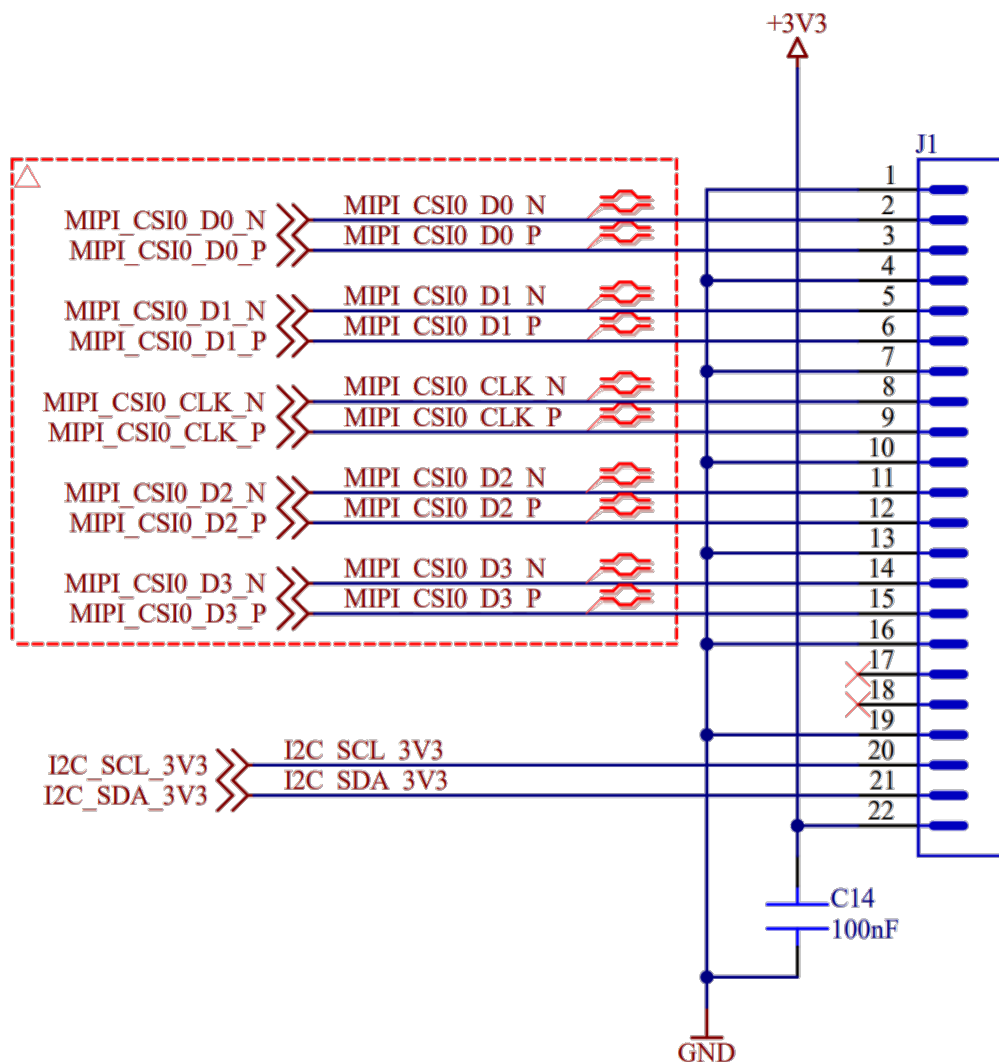 +3V3
J1
1
MIPI_CSI0_D0_N MIPI_CSI0_D0_N 2
MIPI_CSI0_D0_P MIPI_CSI0_D0_P 3
4
MIPI_CSI0_D1_N MIPI_CSI0_D1_N 5
MIPI_CSI0_D1_P MIPI_CSI0_D1_P 6
7
MIPI_CSI0_CLK_N MIPI_CSI0_CLK_N 8
MIPI_CSI0_CLK_P MIPI_CSI0_CLK_P 9
10
MIPI_CSI0_D2_N MIPI_CSI0_D2_N 11
MIPI_CSI0_D2_P MIPI_CSI0_D2_P 12
13
MIPI_CSI0_D3_N MIPI_CSI0_D3_N 14
MIPI_CSI0_D3_P MIPI_CSI0_D3_P 15
16
17
18
19
I2C_SCL_3V3 I2C_SCL_3V3 20
I2C_SDA_3V3 I2C_SDA_3V3 21
22
C14
100nF
GND